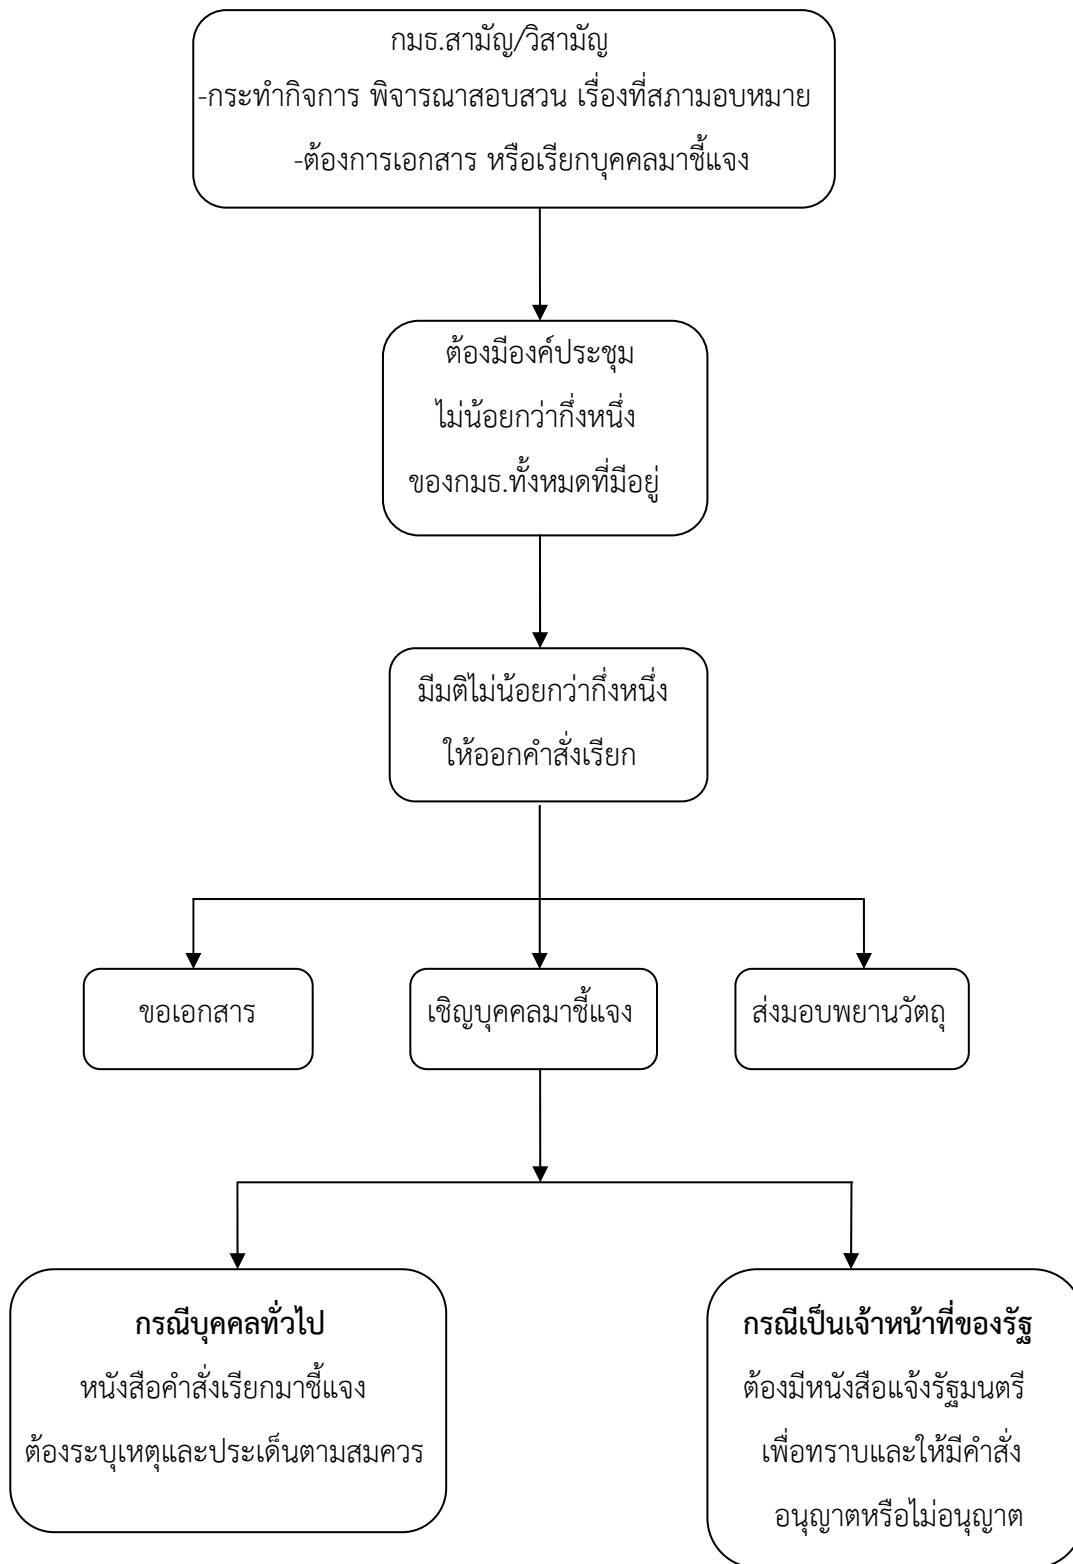 กมธ.สามัญ/วิสามัญ
-กระทำกิจการ พิจารณาสอบสวน เรื่องที่สภามอบหมาย
-ต้องการเอกสาร หรือเรียกบุคคลมาชี้แจง
ต้องมีองค์ประชุม
ไม่น้อยกว่ากึ่งหนึ่ง
ของกมธ.ทั้งหมดที่มีอยู่
มีมติไม่น้อยกว่ากึ่งหนึ่ง
ให้ออกคำสั่งเรียก
ขอเอกสาร
เชิญบุคคลมาชี้แจง
ส่งมอบพยานวัตถุ
กรณีบุคคลทั่วไป
หนังสือคำสั่งเรียกมาชี้แจง
ต้องระบุเหตุและประเด็นตามสมควร
กรณีเป็นเจ้าหน้าที่ของรัฐ
ต้องมีหนังสือแจ้งรัฐมนตรี
เพื่อทราบและให้มีคำสั่ง
อนุญาตหรือไม่อนุญาต